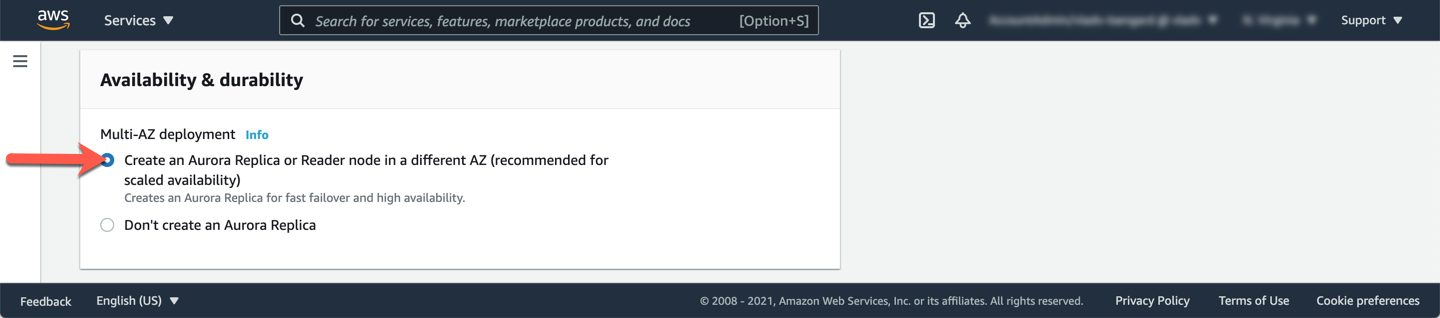 aws
Services
Search for services, features, marketplace products, and docs
[Option+S]
Support
Availability & durability
Multi-AZ deployment Info
Create an Aurora Replica or Reader node in a different AZ (recommended for
scaled availability)
Creates an Aurora Replica for fast failover and high availability.
Don't create an Aurora Replica
Feedback
English (US)
© 2008 - 2021, Amazon Web Services, Inc. or its affiliates. All rights reserved.
Privacy Policy
Terms of Use
Cookie preferences